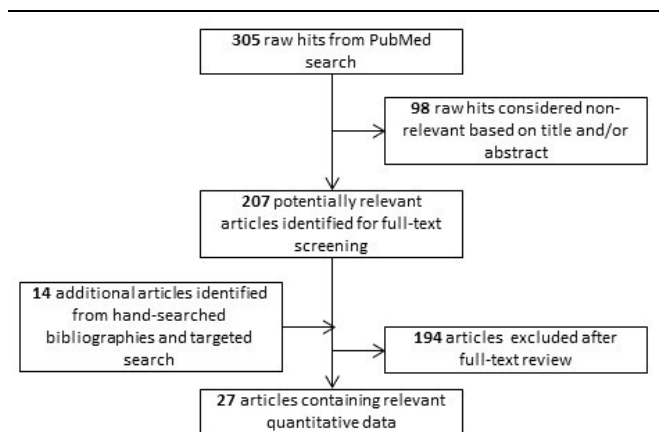 305 raw hits from PubMed
search
98 raw hits considered non-
relevant based on title and/or
abstract
207 potentially relevant
articles identified for full-text
screening
14 additional articles identified
from hand-searched
bibliographies and targeted
search
194 articles excluded after
full-text review
27 articles containing relevant
quantitative data